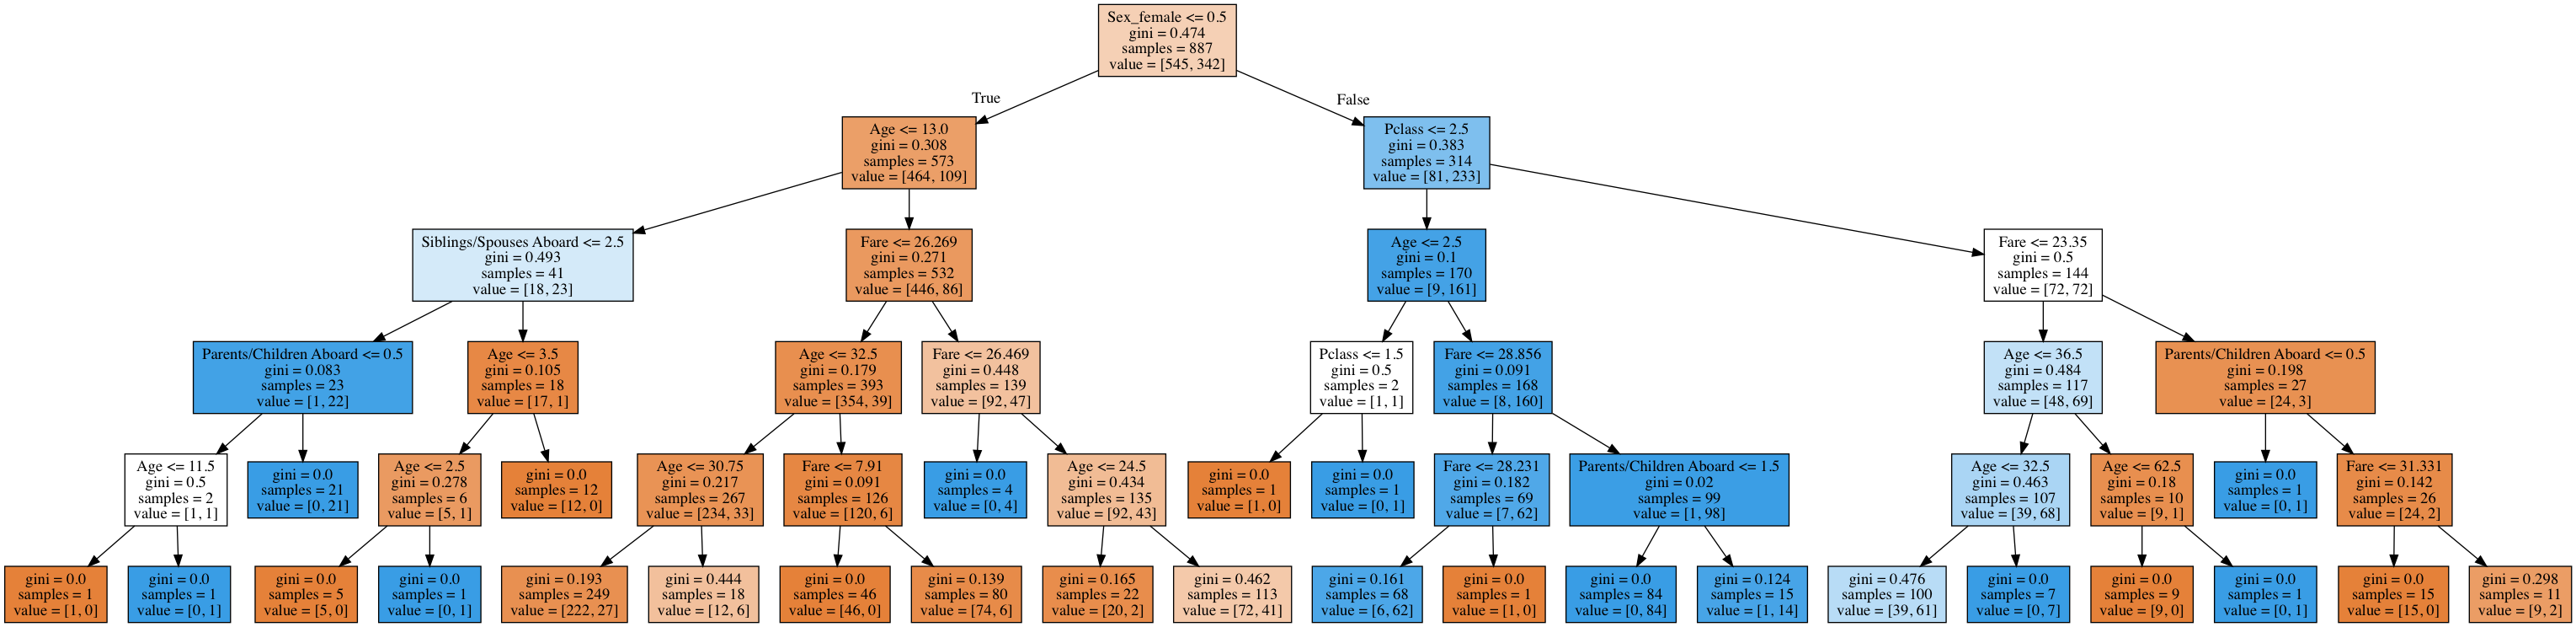 Sex_female <= 0.5
gini = 0.474
samples = 887
value = [545, 342]
True
False
Age <= 13.0
gini = 0.308
samples = 573
value = [464, 109]
Pclass <= 2.5
gini = 0.383
samples = 314
value = [81, 233]
Siblings/Spouses Aboard <= 2.5
gini = 0.493
samples = 41
value = [18, 23]
Fare <= 26.269
gini = 0.271
samples = 532
value = [446, 86]
Age <= 2.5
gini = 0.1
samples = 170
value = [9, 161]
Fare <= 23.35
gini = 0.5
samples = 144
value = [72, 72]
Parents/Children Aboard <= 0.5
gini = 0.083
samples = 23
value = [1, 22]
Age <= 3.5
gini = 0.105
samples = 18
value = [17, 1]
Age <= 32.5
gini = 0.179
samples = 393
value = [354, 39]
Fare <= 26.469
gini = 0.448
samples = 139
value = [92, 47]
Pclass <= 1.5
gini = 0.5
samples = 2
value = [1, 1]
Fare <= 28.856
gini = 0.091
samples = 168
value = [8, 160]
Age <= 36.5
gini = 0.484
samples = 117
value = [48, 69]
Parents/Children Aboard <= 0.5
gini = 0.198
samples = 27
value = [24, 3]
Age <= 11.5
gini = 0.5
samples = 2
value = [1, 1]
gini = 0.0
samples = 21
value = [0, 21]
Age <= 2.5
gini = 0.278
samples = 6
value = [5, 1]
gini = 0.0
samples = 12
value = [12, 0]
Age <= 30.75
gini = 0.217
samples = 267
value = [234, 33]
Fare <= 7.91
gini = 0.091
samples = 126
value = [120, 6]
gini = 0.0
samples = 4
value = [0, 4]
Age <= 24.5
gini = 0.434
samples = 135
value = [92, 43]
gini = 0.0
samples = 1
value = [1, 0]
gini = 0.0
samples = 1
value = [0, 1]
Fare <= 28.231
gini = 0.182
samples = 69
value = [7, 62]
Parents/Children Aboard <= 1.5
gini = 0.02
samples = 99
value = [1, 98]
Age <= 32.5
gini = 0.463
samples = 107
value = [39, 68]
Age <= 62.5
gini = 0.18
samples = 10
value = [9, 1]
gini = 0.0
samples = 1
value = [0, 1]
Fare <= 31.331
gini = 0.142
samples = 26
value = [24, 2]
gini = 0.0
samples = 1
value = [1, 0]
gini = 0.0
samples = 1
value = [0, 1]
gini = 0.0
samples = 5
value = [5, 0]
gini = 0.0
samples = 1
value = [0, 1]
gini = 0.193
samples = 249
value = [222, 27]
gini = 0.444
samples = 18
value = [12, 6]
gini = 0.0
samples = 46
value = [46, 0]
gini = 0.139
samples = 80
value = [74, 6]
gini = 0.165
samples = 22
value = [20, 2]
gini = 0.462
samples = 113
value = [72, 41]
gini = 0.161
samples = 68
value = [6, 62]
gini = 0.0
samples = 1
value = [1, 0]
gini = 0.0
samples = 84
value = [0, 84]
gini = 0.124
samples = 15
value = [1, 14]
gini = 0.476
samples = 100
value = [39, 61]
gini = 0.0
samples = 7
value = [0, 7]
gini = 0.0
samples = 9
value = [9, 0]
gini = 0.0
samples = 1
value = [0, 1]
gini = 0.0
samples = 15
value = [15, 0]
gini = 0.298
samples = 11
value = [9, 2]